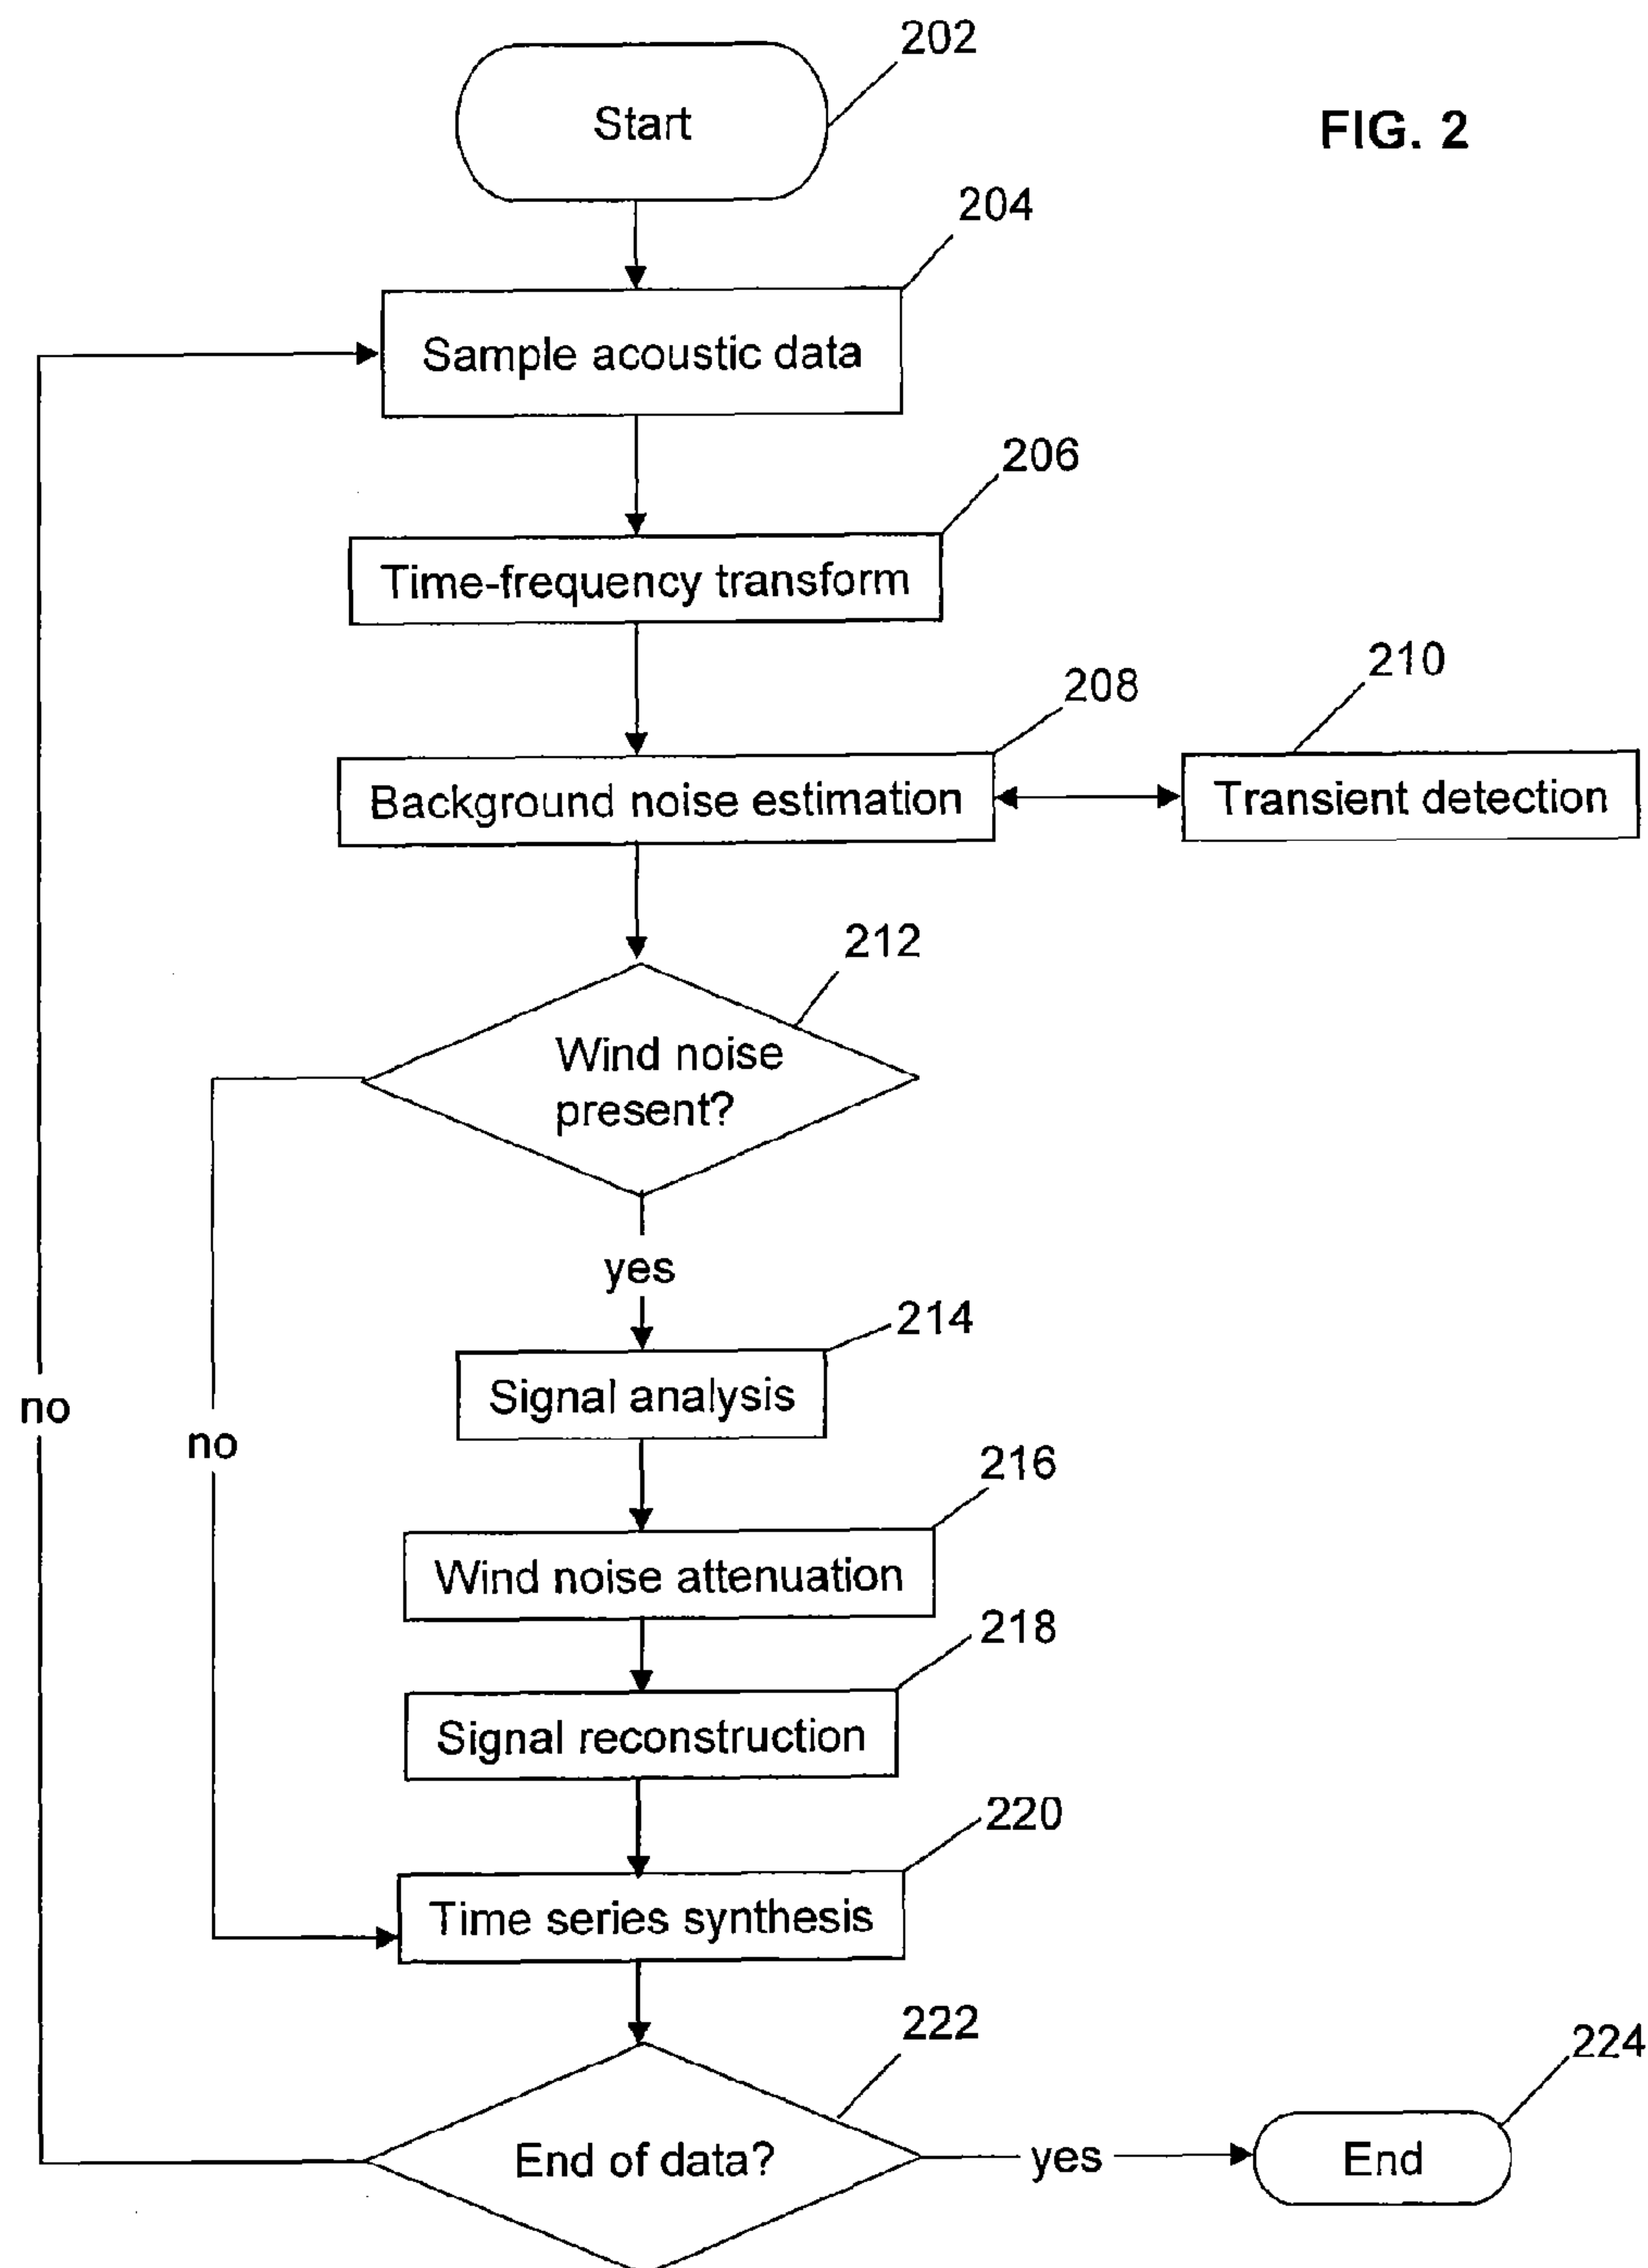 202
Start
FIG. 2
204
Sample acoustic data
206
Time-frequency transform
208
210
Background noise estimation
Transient detection
212
Wind noise
present?
yes
214
Signal analysis
no
no
216
Wind noise attenuation
218
Signal reconstruction
220
Time series synthesis
222
224
End of data?
yes
End